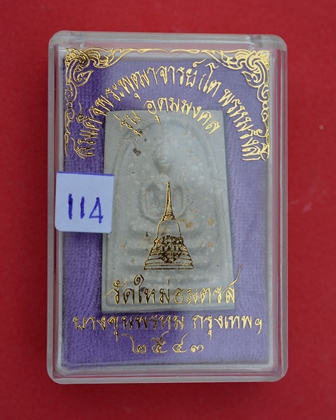 สมเด็จพระพุฒาจารย์(โต พรหมรังสี)
รุ่น อุดมมงคล
114
วัดใหม่อมตรส
บางขุนพรหม กรุงเทพฯ
๒๕๔๓